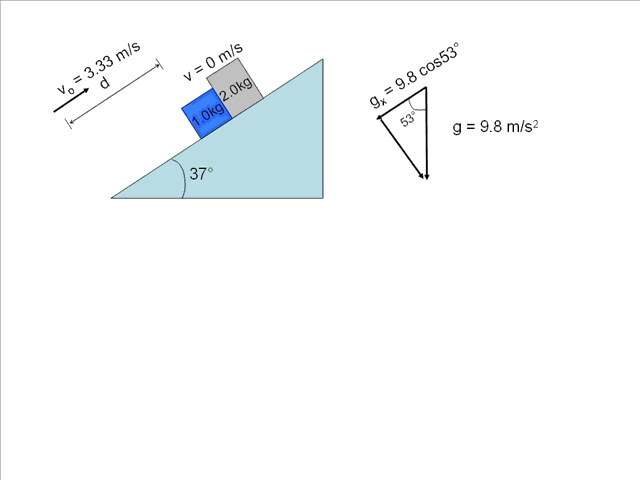 vₒ = 3.33 m/s
d
v = 0 m/s
1.0kg
2.0kg
37°
gₓ = 9.8 cos53°
53°
g = 9.8 m/s²